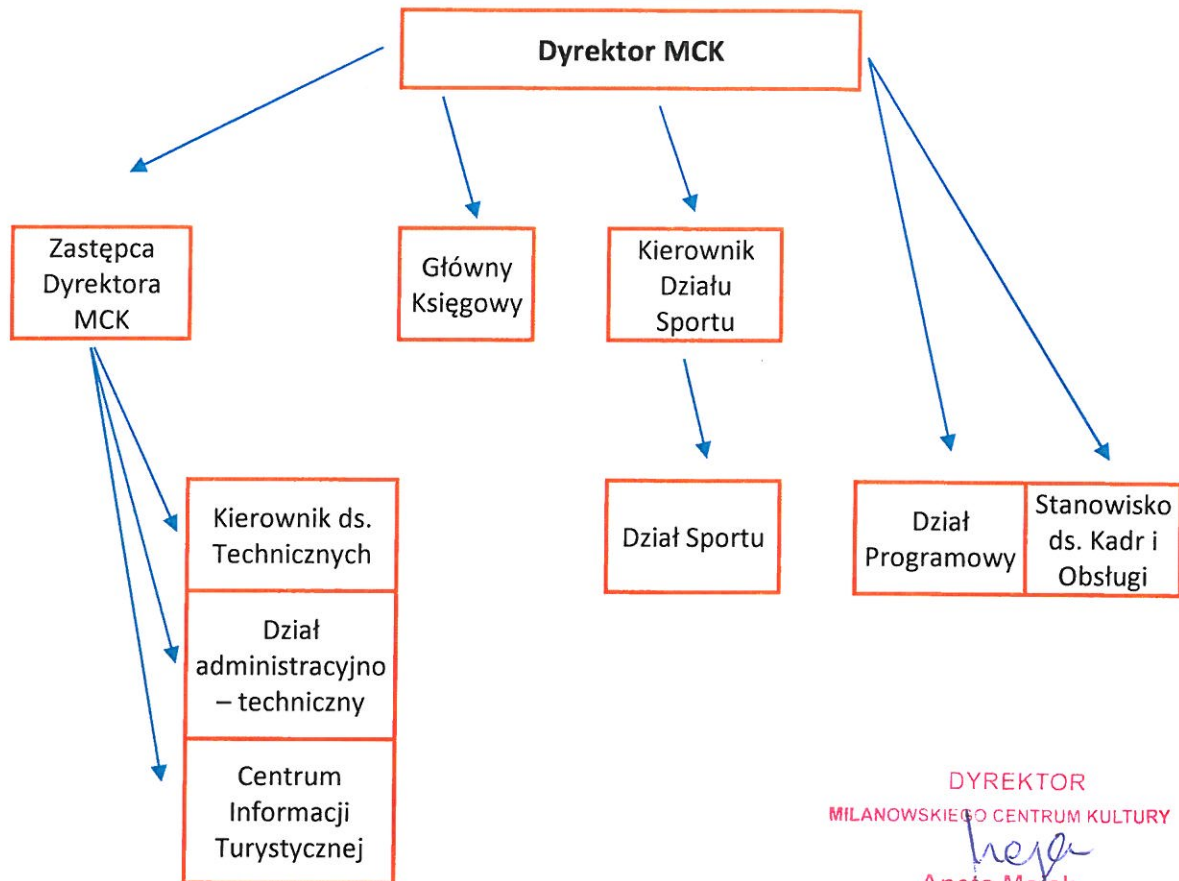 Dyrektor MCK
Zastępca
Dyrektora
MCK
Główny
Księgowy
Kierownik
Działu
Sportu
Kierownik ds.
Technicznych
Dział
administracyjno
– techniczny
Centrum
Informacji
Turystycznej
Dział Sportu
Dział
Programowy
Stanowisko
ds. Kadr i
Obsługi
DYREKTOR
MILANOWSKIEGO CENTRUM KULTURY
Aneta